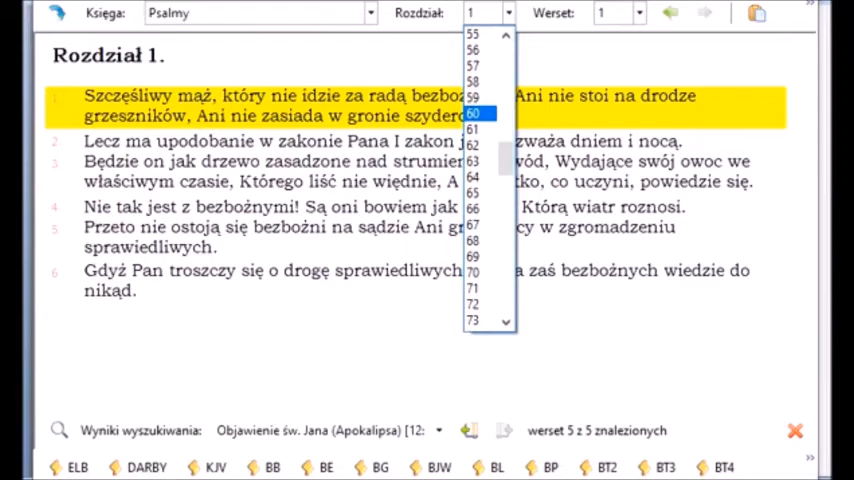 Księga: Psalmy Rozdział: 1 Werset: 1
Rozdział 1.
1 Szczęśliwy mąż, który nie idzie za radą bezbo Ani nie stoi na drodze
grzeszników, Ani nie zasiada w gronie szyderc
2 Lecz ma upodobanie w zakonie Pana I zakon j zważa dniem i nocą.
3 Będzie on jak drzewo zasadzone nad strumien wód, Wydające swój owoc we
właściwym czasie, Którego liść nie więdnie, A tko, co uczyni, powiedzie się.
4 Nie tak jest z bezbożnymi! Są oni bowiem jak Którą wiatr roznosi.
5 Przeto nie ostoją się bezbożni na sądzie Ani gr cy w zgromadzeniu
sprawiedliwych.
6 Gdyż Pan troszczy się o drogę sprawiedliwych a zaś bezbożnych wiedzie do
nikąd.
55
56
57
58
59
60
61
62
63
64
65
66
67
68
69
70
71
72
73
Wyniki wyszukiwania: Objawienie św. Jana (Apokalipsa) [12: werset 5 z 5 znalezionych
ELB DARBY KJV BB BE BG BJW BL BP BT2 BT3 BT4